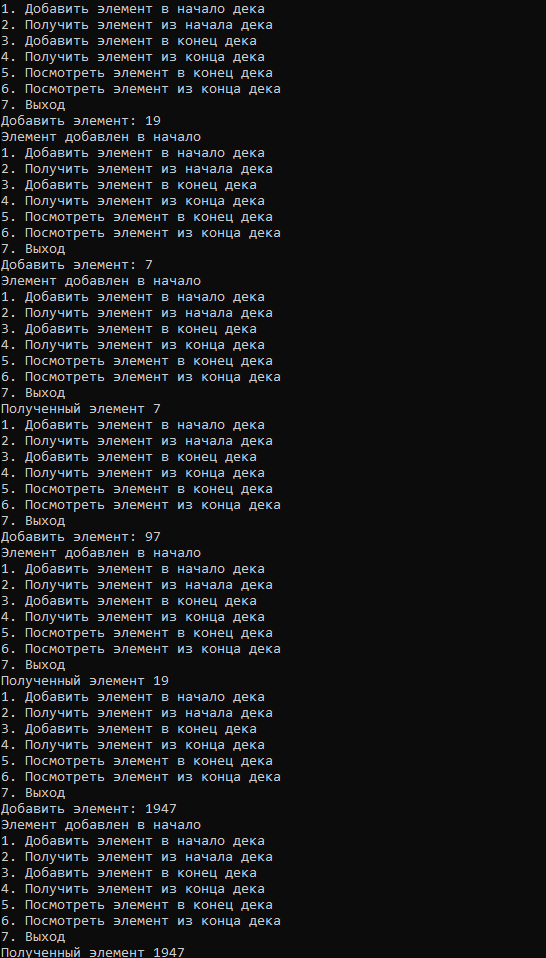 1. Добавить элемент в начало дека
2. Получить элемент из начала дека
3. Добавить элемент в конец дека
4. Получить элемент из конца дека
5. Посмотреть элемент в конец дека
6. Посмотреть элемент из конца дека
7. Выход
Добавить элемент: 19
Элемент добавлен в начало
1. Добавить элемент в начало дека
2. Получить элемент из начала дека
3. Добавить элемент в конец дека
4. Получить элемент из конца дека
5. Посмотреть элемент в конец дека
6. Посмотреть элемент из конца дека
7. Выход
Добавить элемент: 7
Элемент добавлен в начало
1. Добавить элемент в начало дека
2. Получить элемент из начала дека
3. Добавить элемент в конец дека
4. Получить элемент из конца дека
5. Посмотреть элемент в конец дека
6. Посмотреть элемент из конца дека
7. Выход
Полученный элемент 7
1. Добавить элемент в начало дека
2. Получить элемент из начала дека
3. Добавить элемент в конец дека
4. Получить элемент из конца дека
5. Посмотреть элемент в конец дека
6. Посмотреть элемент из конца дека
7. Выход
Добавить элемент: 97
Элемент добавлен в начало
1. Добавить элемент в начало дека
2. Получить элемент из начала дека
3. Добавить элемент в конец дека
4. Получить элемент из конца дека
5. Посмотреть элемент в конец дека
6. Посмотреть элемент из конца дека
7. Выход
Полученный элемент 19
1. Добавить элемент в начало дека
2. Получить элемент из начала дека
3. Добавить элемент в конец дека
4. Получить элемент из конца дека
5. Посмотреть элемент в конец дека
6. Посмотреть элемент из конца дека
7. Выход
Добавить элемент: 1947
Элемент добавлен в начало
1. Добавить элемент в начало дека
2. Получить элемент из начала дека
3. Добавить элемент в конец дека
4. Получить элемент из конца дека
5. Посмотреть элемент в конец дека
6. Посмотреть элемент из конца дека
7. Выход
Полученный элемент 1947